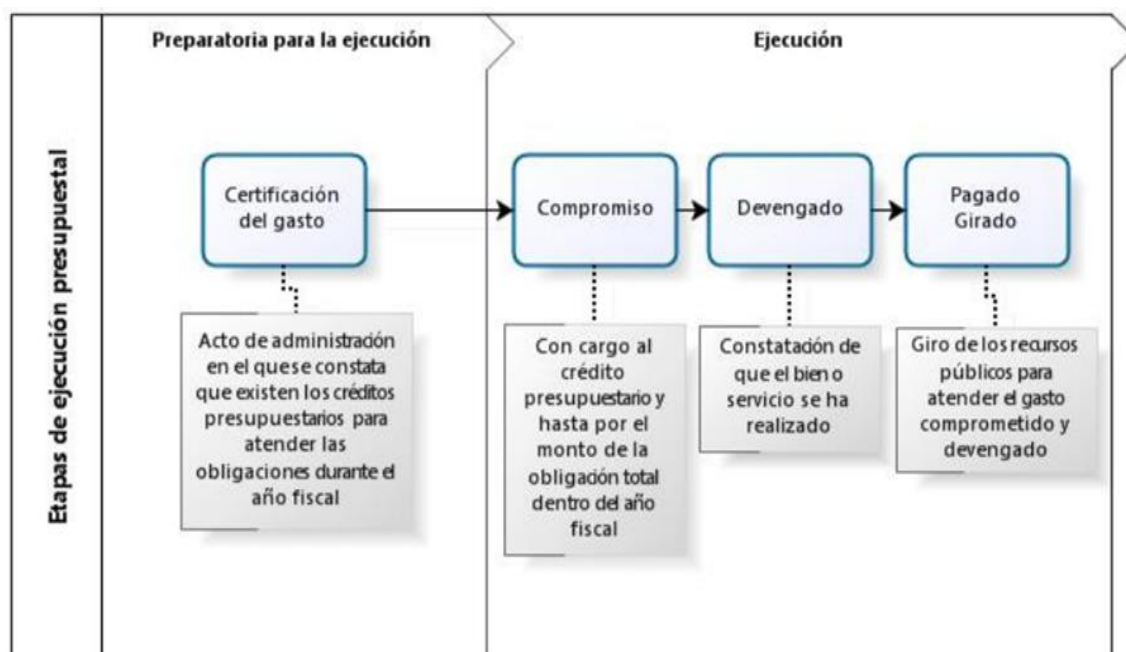 Etapas de ejecución presupuestal
Preparatoria para la ejecución
Ejecución
Certificación
del gasto
Compromiso
Devengado
Pagado
Girado
Acto de administración
en el que se constata
que existen los créditos
presupuestarios para
atender las
obligaciones durante el
año fiscal
Con cargo al
crédito
presupuestario y
hasta por el
monto de la
obligación total
dentro del año
fiscal
Constatación de
que el bien o
servicio se ha
realizado
Giro de los recursos
públicos para
atender el gasto
comprometido y
devengado